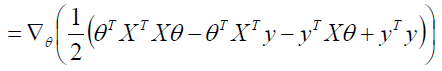 = ∇_θ (1/2 (θ^T X^T Xθ − θ^T X^T y − y^T Xθ + y^T y))